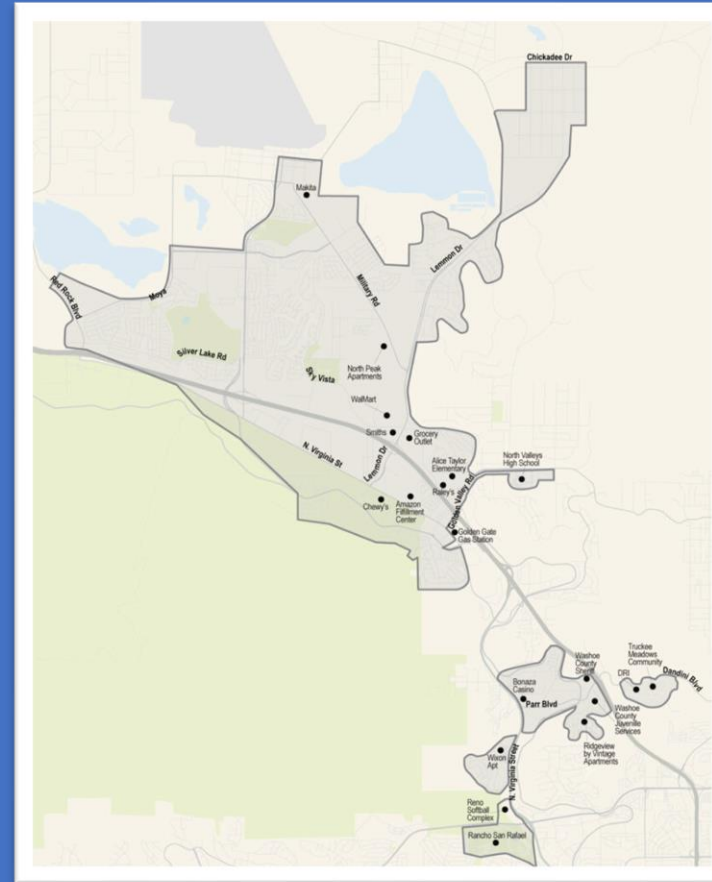 Chickadee Dr
Makita
Lemmon Dr
Red Rock Blvd
Moya
Military Rd
Silver Lake Rd
Sky Vista
North Peak
Apartments
WalMart
Smiths
Grocery
Outlet
N. Virginia St
Lemmon Dr
Alice Taylor
Elementary
Raley's
North Valleys
High School
Chewy's
Amazon
Filfillment
Center
Golden Valley Rd
Golden Gate
Gas Station
Washoe
County
Sheriff
Truckee
Meadows
Community
DRI
Dandini Blvd
Bonaza
Casino
Parr Blvd
Washoe
County
Juvenille
Services
Ridgeview
by Vintage
Apartments
Wixon
Apt
N. Virginia Street
Reno
Softball
Complex
Rancho San Rafael